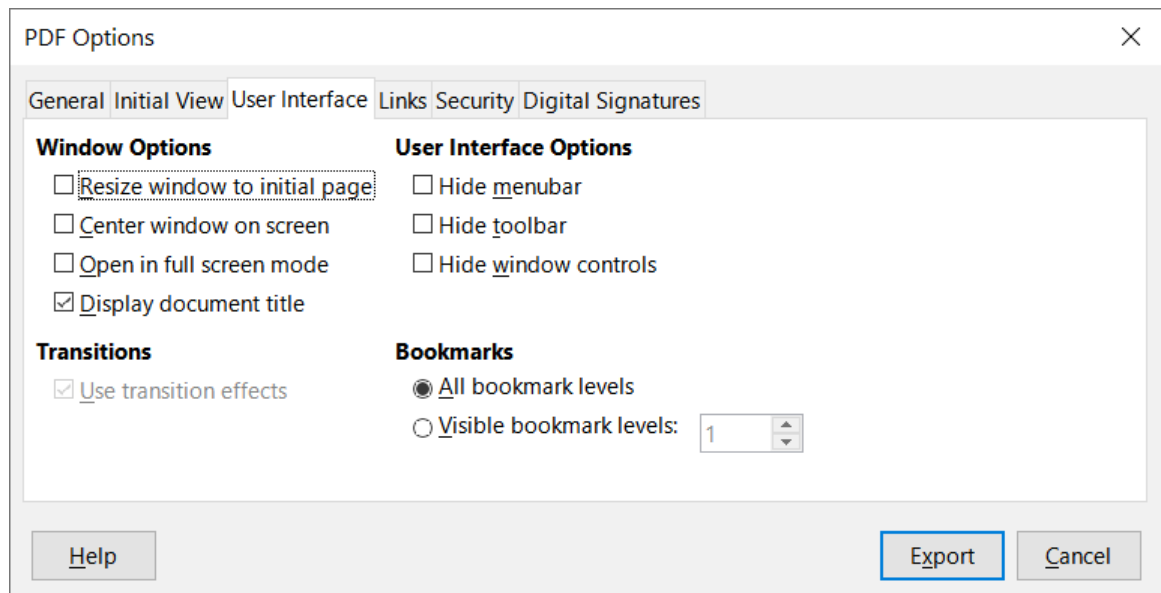 PDF Options
General Initial View User Interface Links Security Digital Signatures
Window Options
Resize window to initial page
Center window on screen
Open in full screen mode
Display document title
User Interface Options
Hide menubar
Hide toolbar
Hide window controls
Transitions
Use transition effects
Bookmarks
All bookmark levels
Visible bookmark levels: 1
Help
Export
Cancel